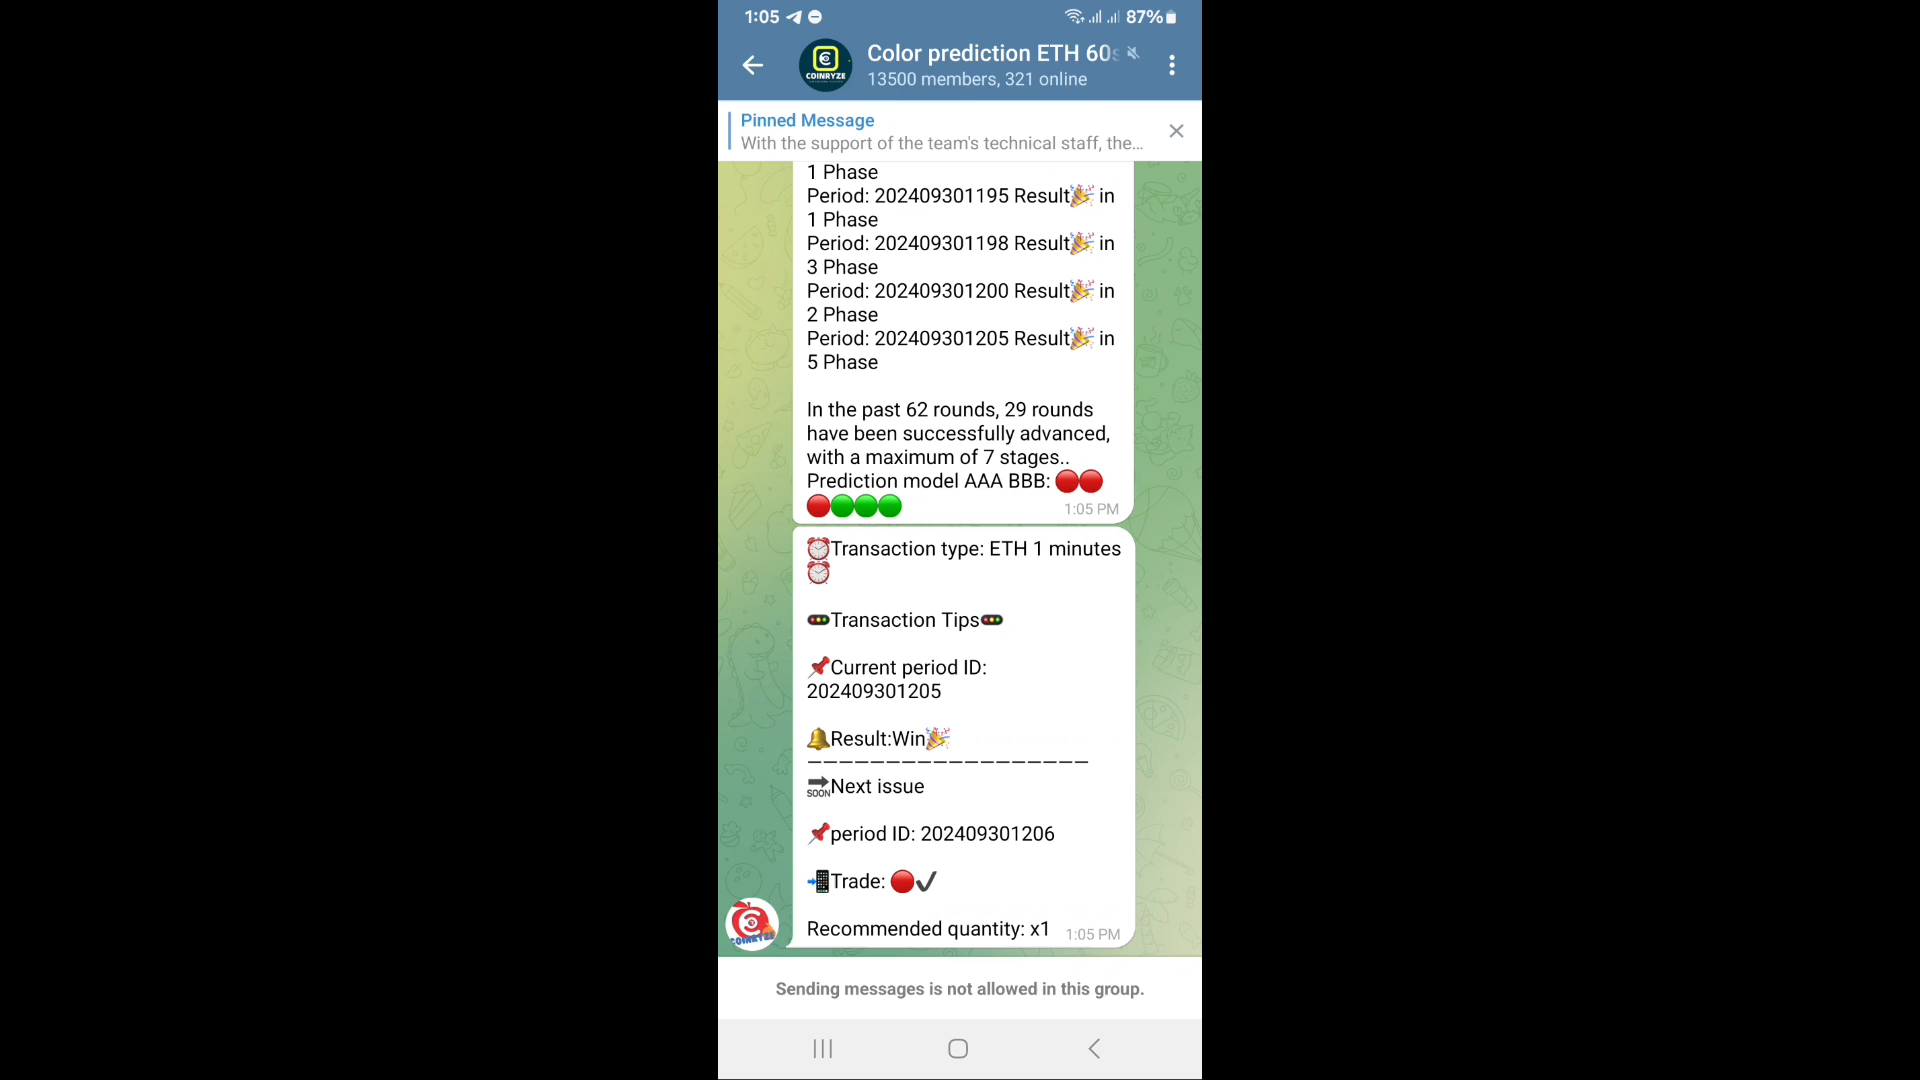 1:05 87%
Color prediction ETH 60s
13500 members, 321 online
Pinned Message
With the support of the team's technical staff, the...
1 Phase
Period: 202409301195 Result🎉 in
1 Phase
Period: 202409301198 Result🎉 in
3 Phase
Period: 202409301200 Result🎉 in
2 Phase
Period: 202409301205 Result🎉 in
5 Phase
In the past 62 rounds, 29 rounds
have been successfully advanced,
with a maximum of 7 stages..
Prediction model AAA BBB: 🔴🔴
🔴🟢🟢🟢 1:05 PM
⏰Transaction type: ETH 1 minutes
⏰
🚥Transaction Tips🚥
📌Current period ID:
202409301205
🔔Result:Win🎉
——————————————————
🔜Next issue
📌period ID: 202409301206
📲Trade: 🔴✔️
Recommended quantity: x1 1:05 PM
Sending messages is not allowed in this group.
COINRYZE
COINRYZE